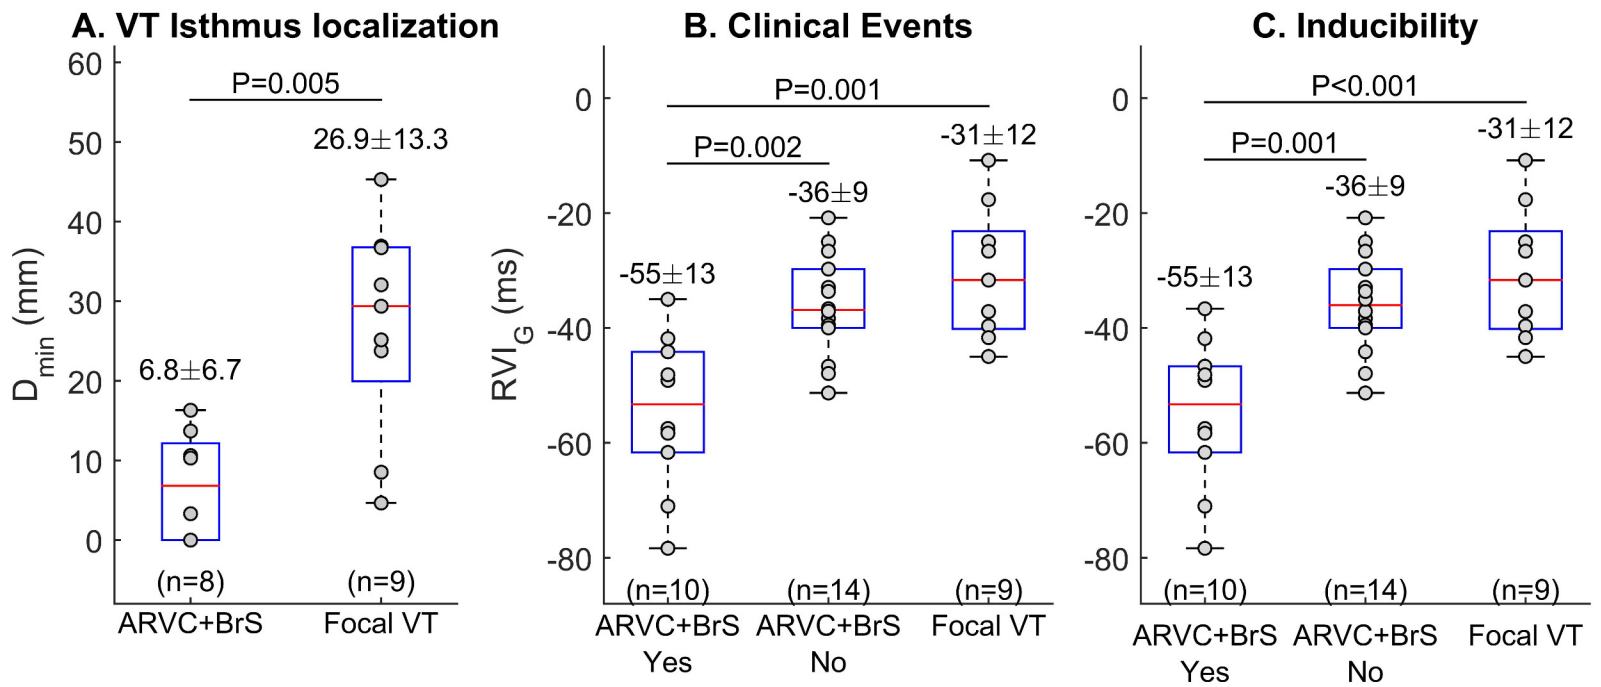 A. VT Isthmus localization
60
50
40
30
20
10
0
D_min (mm)
P=0.005
26.9±13.3
6.8±6.7
(n=8)
(n=9)
ARVC+BrS
Focal VT
B. Clinical Events
0
-20
-40
-60
-80
RVI_G (ms)
P=0.001
P=0.002
-31±12
-36±9
-55±13
(n=10)
(n=14)
(n=9)
ARVC+BrS
Yes
ARVC+BrS
No
Focal VT
C. Inducibility
0
-20
-40
-60
-80
P<0.001
P=0.001
-31±12
-36±9
-55±13
(n=10)
(n=14)
(n=9)
ARVC+BrS
Yes
ARVC+BrS
No
Focal VT